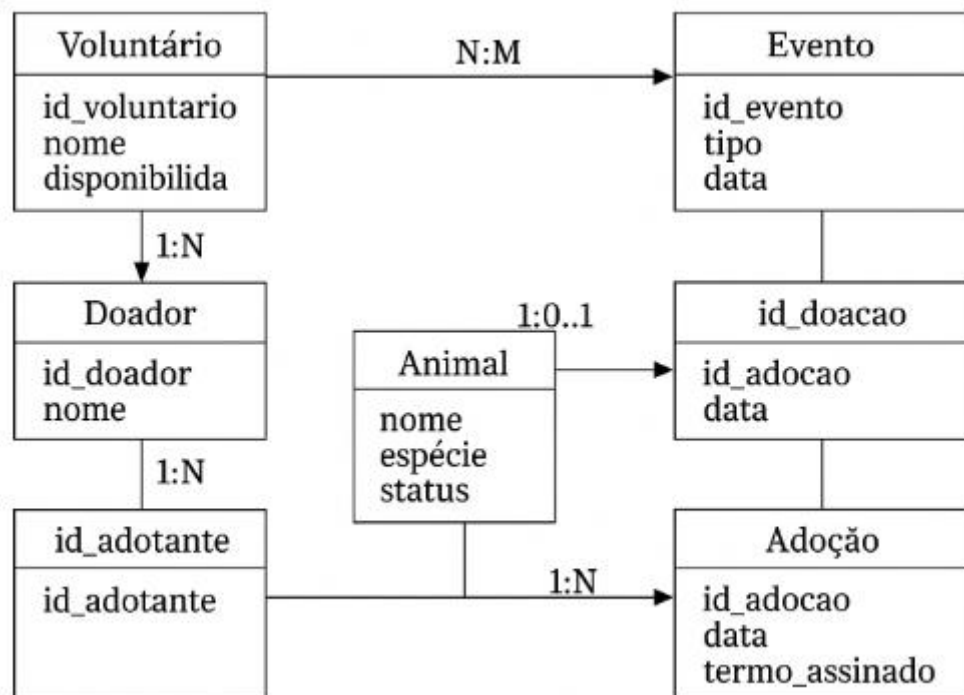 Voluntário
id_voluntario
nome
disponibilida
N:M
Evento
id_evento
tipo
data
1:N
Doador
id_doador
nome
1:N
id_adotante
id_adotante
Animal
nome
espécie
status
1:0..1
id_doacao
id_adocao
data
1:N
Adoçăo
id_adocao
data
termo_assinado